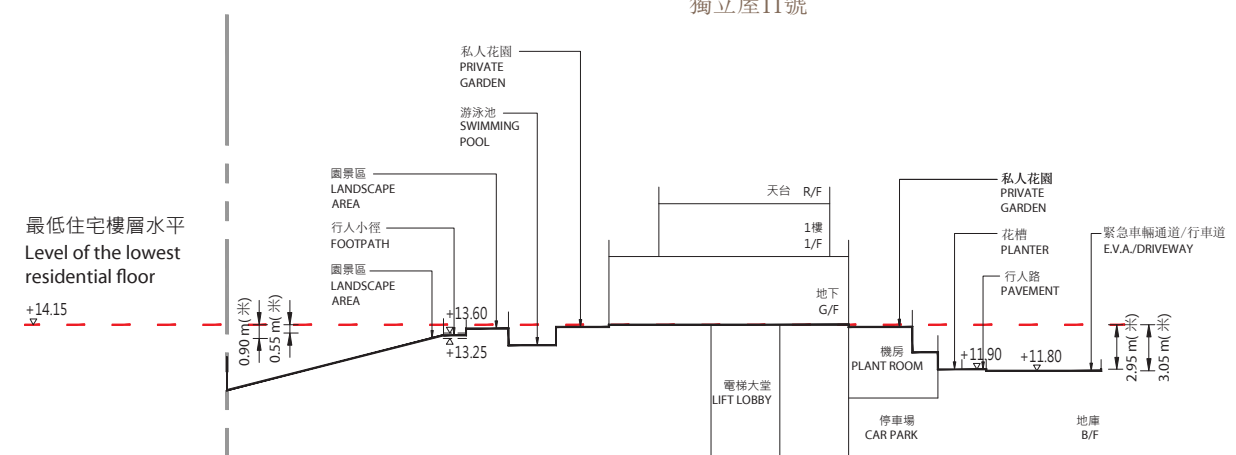 獨立屋11號
私人花園
PRIVATE
GARDEN
游泳池
SWIMMING
POOL
園景區
LANDSCAPE
AREA
行人小徑
FOOTPATH
園景區
LANDSCAPE
AREA
最低住宅樓層水平
Level of the lowest
residential floor
+14.15
0.90 m(米)
0.55 m(米)
+13.60
+13.25
天台 R/F
1樓
1/F
地下
G/F
機房
PLANT ROOM
電梯大堂
LIFT LOBBY
停車場
CAR PARK
地庫
B/F
私人花園
PRIVATE
GARDEN
花槽
PLANTER
行人路
PAVEMENT
緊急車輛通道/行車道
E.V.A./DRIVEWAY
+11.90
+11.80
2.95 m(米)
3.05 m(米)